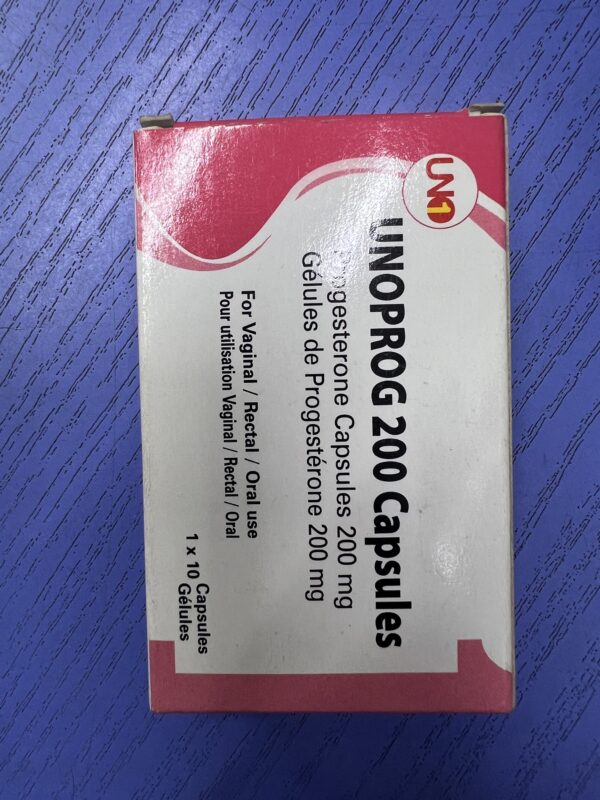 UNO
UNOPROG 200 Capsules
Progesterone Capsules 200 mg
Gélules de Progestérone 200 mg
For Vaginal / Rectal / Oral use
Pour utilisation Vaginal / Rectal / Oral
1 x 10 Capsules
Gélules